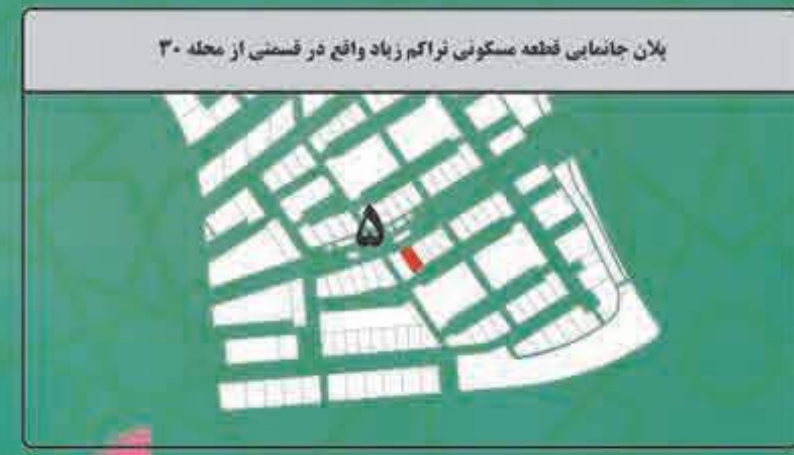 پلان جانمایی قطعه مسکونی تراکم زیاد واقع در قسمتی از محله ۳۰
۵